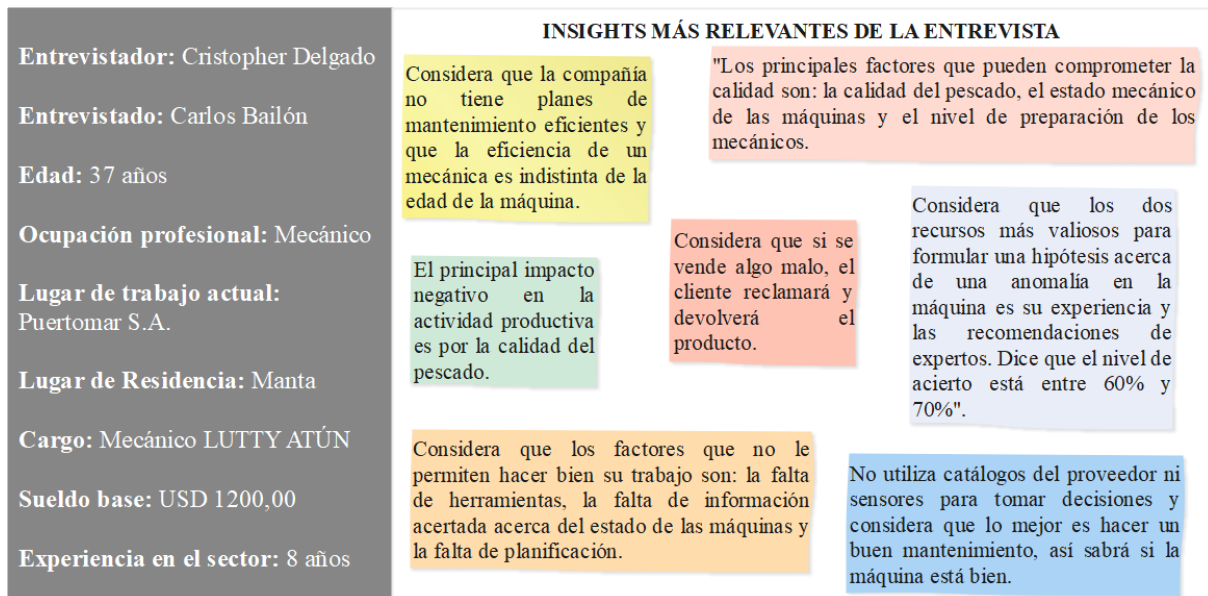 Entrevistador: Cristopher Delgado
Entrevistado: Carlos Bailón
Edad: 37 años
Ocupación profesional: Mecánico
Lugar de trabajo actual:
Puertomar S.A.
Lugar de Residencia: Manta
Cargo: Mecánico LUTTY ATÚN
Sueldo base: USD 1200,00
Experiencia en el sector: 8 años
INSIGHTS MÁS RELEVANTES DE LA ENTREVISTA
Considera que la compañía
no tiene planes de
mantenimiento eficientes y
que la eficiencia de un
mecánica es indistinta de la
edad de la máquina.
"Los principales factores que pueden comprometer la
calidad son: la calidad del pescado, el estado mecánico
de las máquinas y el nivel de preparación de los
mecánicos.
El principal impacto
negativo en la
actividad productiva
es por la calidad del
pescado.
Considera que si se
vende algo malo, el
cliente reclamará y
devolverá el
producto.
Considera que los dos
recursos más valiosos para
formular una hipótesis acerca
de una anomalía en la
máquina es su experiencia y
las recomendaciones de
expertos. Dice que el nivel de
acierto está entre 60% y
70%".
Considera que los factores que no le
permiten hacer bien su trabajo son: la falta
de herramientas, la falta de información
acertada acerca del estado de las máquinas y
la falta de planificación.
No utiliza catálogos del proveedor ni
sensores para tomar decisiones y
considera que lo mejor es hacer un
buen mantenimiento, así sabrá si la
máquina está bien.